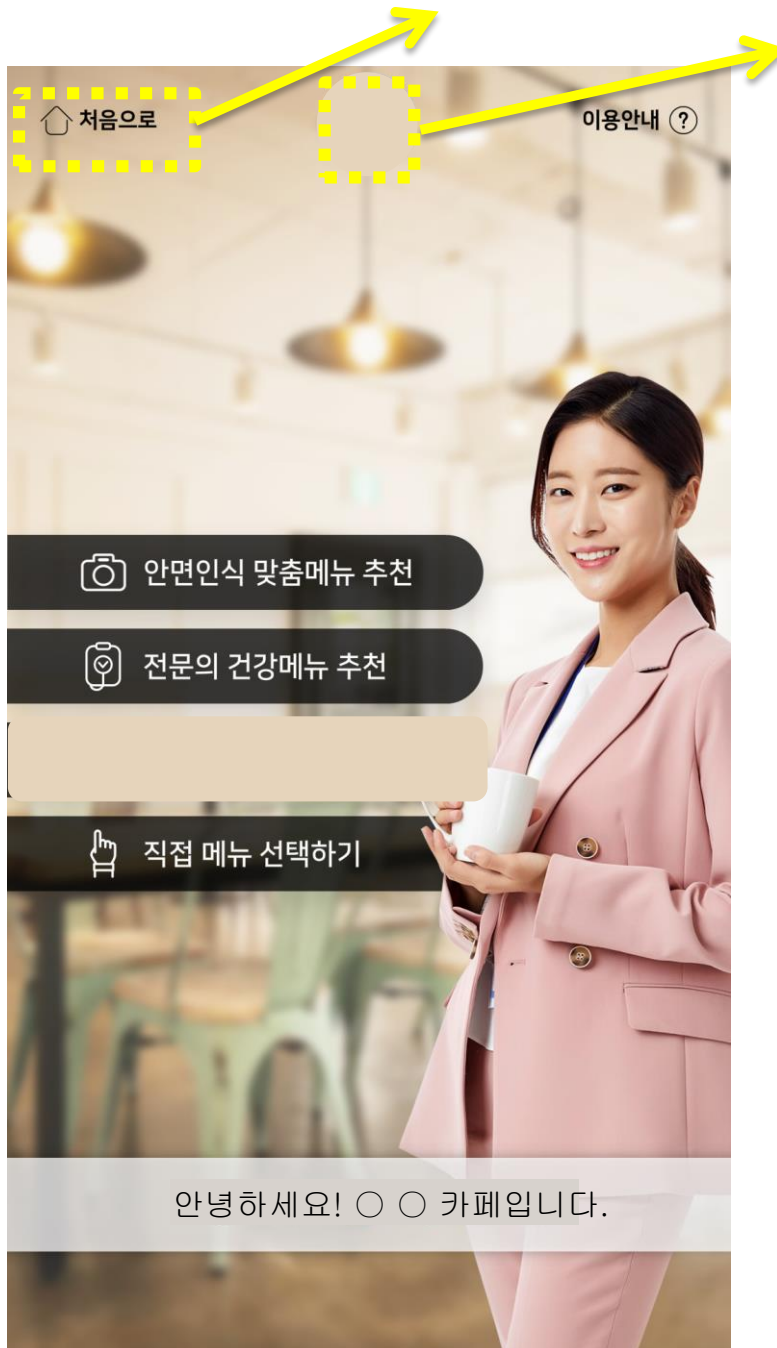 처음으로
이용안내 ?
안면인식 맞춤메뉴 추천
전문의 건강메뉴 추천
직접 메뉴 선택하기
안녕하세요! ○ ○ 카페입니다.